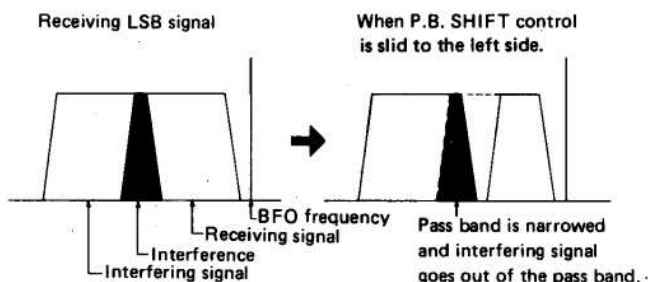 Receiving LSB signal
When P.B. SHIFT control
is slid to the left side.
BFO frequency
Receiving signal
Interference
Interfering signal
Pass band is narrowed
and interfering signal
goes out of the pass band.